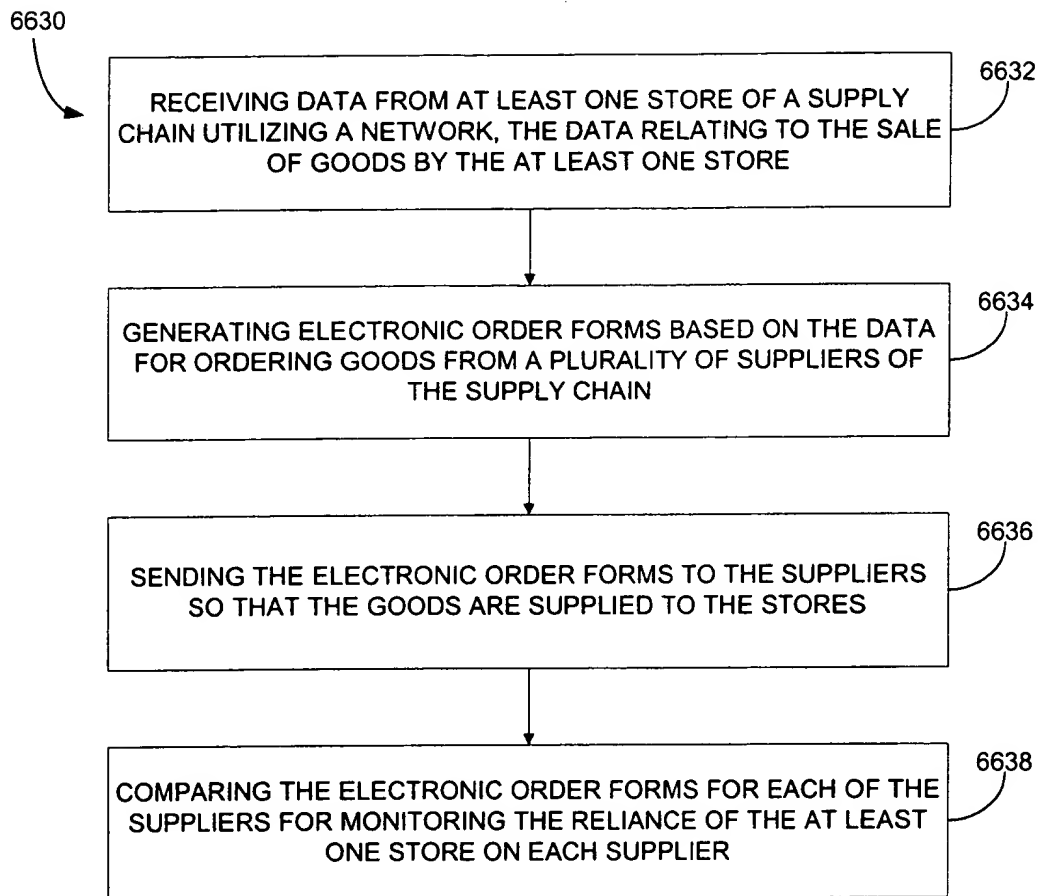 6630
6632
RECEIVING DATA FROM AT LEAST ONE STORE OF A SUPPLY
CHAIN UTILIZING A NETWORK, THE DATA RELATING TO THE SALE
OF GOODS BY THE AT LEAST ONE STORE
6634
GENERATING ELECTRONIC ORDER FORMS BASED ON THE DATA
FOR ORDERING GOODS FROM A PLURALITY OF SUPPLIERS OF
THE SUPPLY CHAIN
6636
SENDING THE ELECTRONIC ORDER FORMS TO THE SUPPLIERS
SO THAT THE GOODS ARE SUPPLIED TO THE STORES
6638
COMPARING THE ELECTRONIC ORDER FORMS FOR EACH OF THE
SUPPLIERS FOR MONITORING THE RELIANCE OF THE AT LEAST
ONE STORE ON EACH SUPPLIER